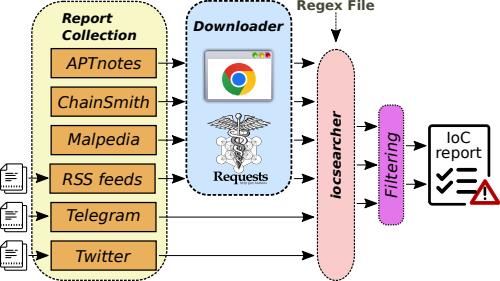 Regex File
Report
Collection
APTnotes
ChainSmith
Malpedia
RSS feeds
Telegram
Twitter
Downloader
Requests
iocsearcher
Filtering
IoC
report